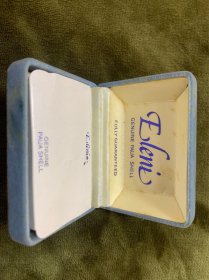 Eleni
GENUINE PAUA SHELL
FULLY GUARANTEED
GENUINE
PAUA SHELL